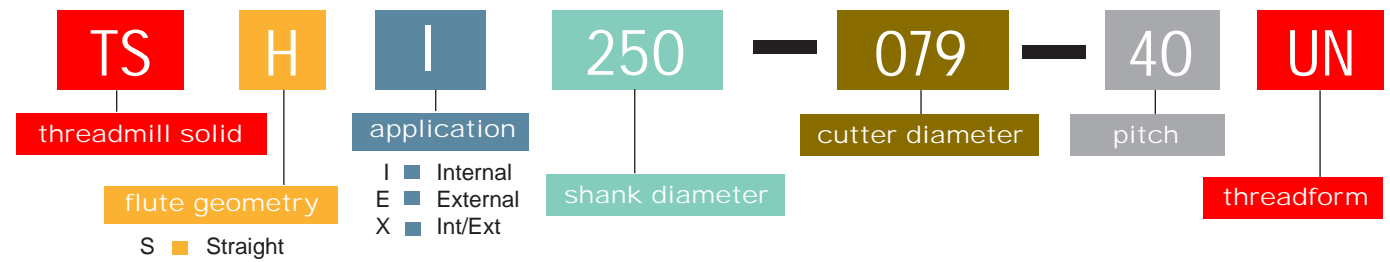 TS H I 250 — 079 — 40 UN
threadmill solid
flute geometry
S Straight
application
I Internal
E External
X Int/Ext
shank diameter
cutter diameter
pitch
threadform